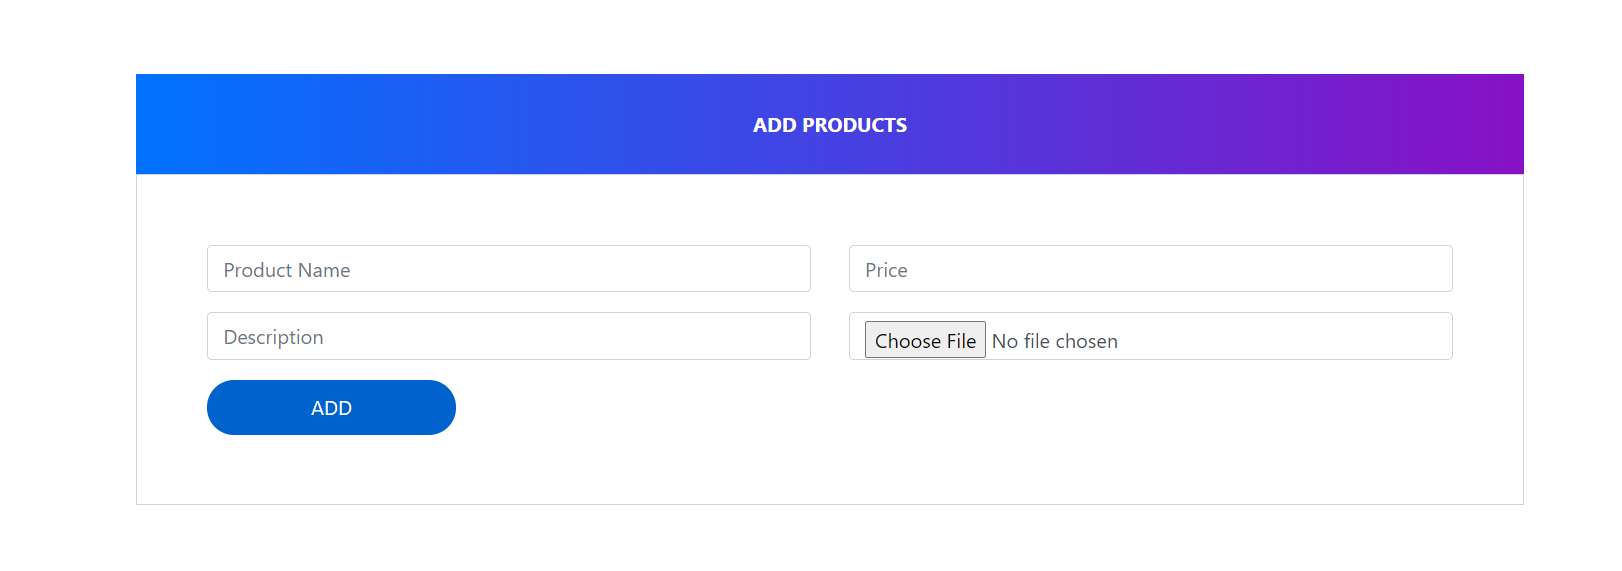 ADD PRODUCTS
Product Name
Price
Description
Choose File No file chosen
ADD